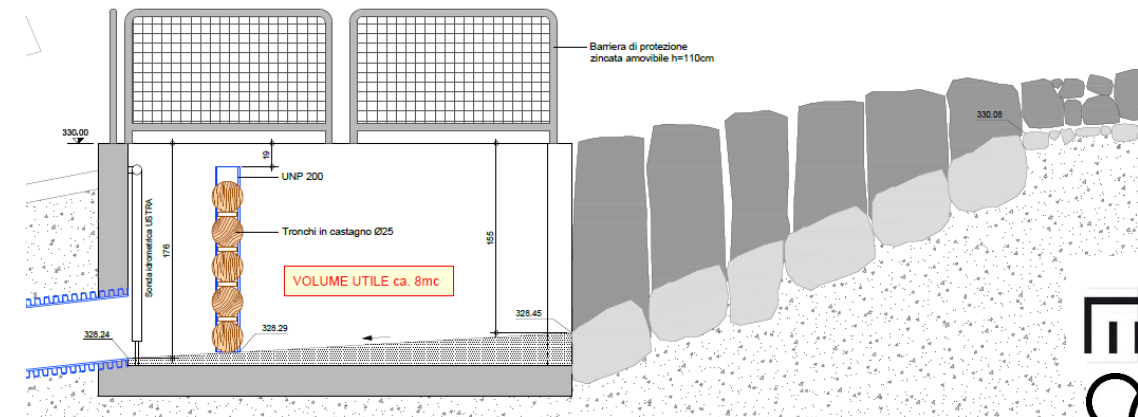 Barriera di protezione
zincata amovibile h=110cm
330.00
330.08
19
UNP 200
Sonda idrometrica USTRA
176
Tronchi in castagno Ø25
155
VOLUME UTILE ca. 8mc
328.45
328.29
328.24